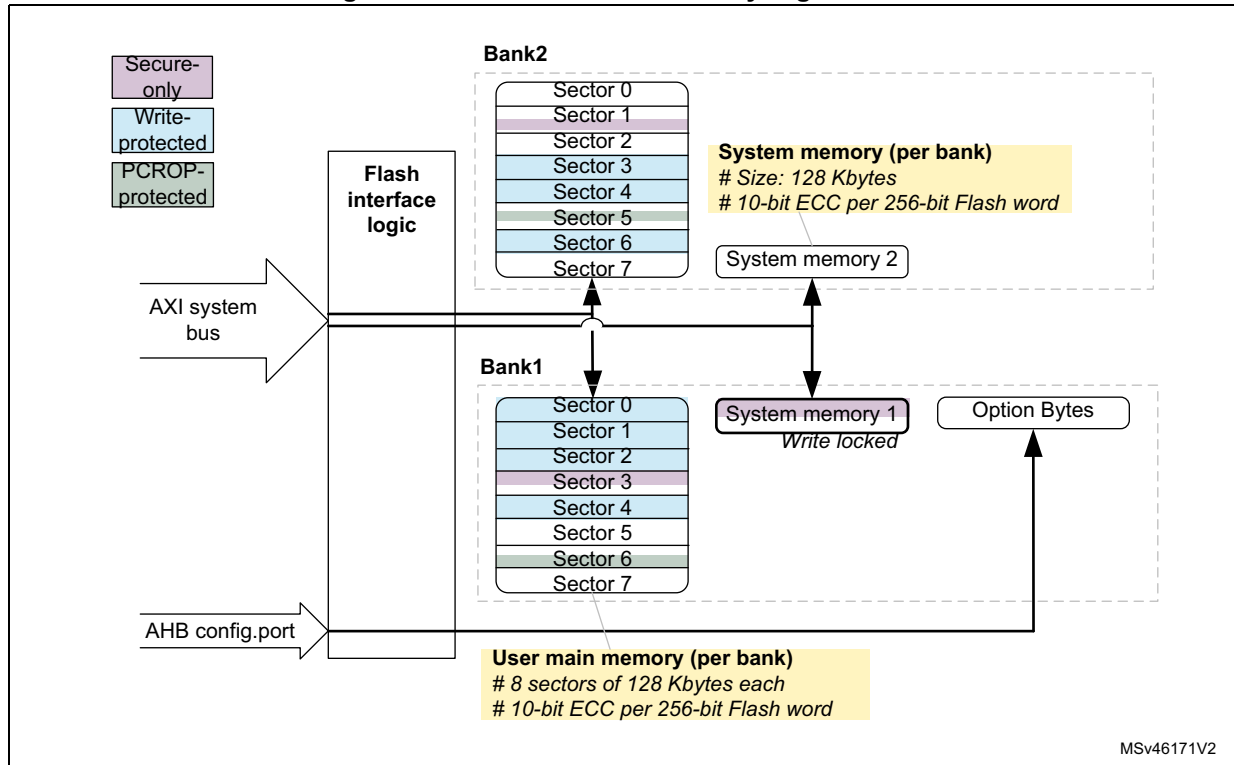 Secure-
only
Write-
protected
PCROP-
protected
Flash
interface
logic
AXI system
bus
AHB config.port
Bank2
Sector 0
Sector 1
Sector 2
Sector 3
Sector 4
Sector 5
Sector 6
Sector 7
System memory (per bank)
# Size: 128 Kbytes
# 10-bit ECC per 256-bit Flash word
System memory 2
Bank1
Sector 0
Sector 1
Sector 2
Sector 3
Sector 4
Sector 5
Sector 6
Sector 7
System memory 1
Write locked
Option Bytes
User main memory (per bank)
# 8 sectors of 128 Kbytes each
# 10-bit ECC per 256-bit Flash word
MSv46171V2